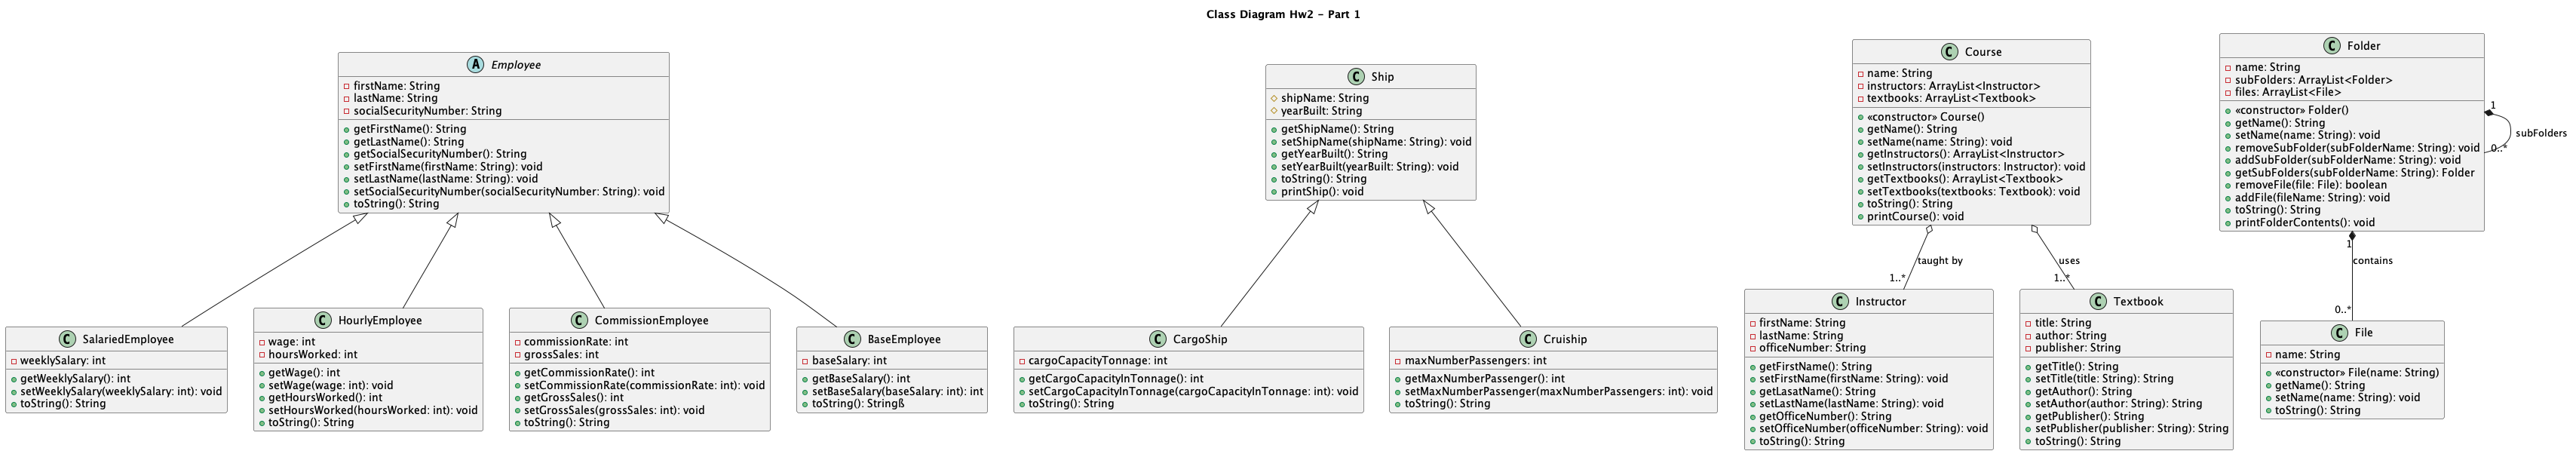 Class Diagram Hw2 - Part 1
A Employee
firstName: String
lastName: String
socialSecurityNumber: String
getFirstName(): String
getLastName(): String
getSocialSecurityNumber(): String
setFirstName(firstName: String): void
setLastName(lastName: String): void
setSocialSecurityNumber(socialSecurityNumber: String): void
toString(): String
C Ship
shipName: String
yearBuilt: String
getShipName(): String
setShipName(shipName: String): void
getYearBuilt(): String
setYearBuilt(yearBuilt: String): void
toString(): String
printShip(): void
C Course
name: String
instructors: ArrayList<Instructor>
textbooks: ArrayList<Textbook>
«constructor» Course()
getName(): String
setName(name: String): void
getInstructors(): ArrayList<Instructor>
setInstructors(instructors: Instructor): void
getTextbooks(): ArrayList<Textbook>
setTextbooks(textbooks: Textbook): void
toString(): String
printCourse(): void
C Folder
name: String
subFolders: ArrayList<Folder>
files: ArrayList<File>
«constructor» Folder()
getName(): String
setName(name: String): void
removeSubFolder(subFolderName: String): void
addSubFolder(subFolderName: String): void
getSubFolders(subFolderName: String): Folder
removeFile(file: File): boolean
addFile(fileName: String): void
toString(): String
printFolderContents(): void
1
subFolders
0..*
taught by
1..*
uses
1..*
1
contains
0..*
C SalariedEmployee
weeklySalary: int
getWeeklySalary(): int
setWeeklySalary(weeklySalary: int): void
toString(): String
C HourlyEmployee
wage: int
hoursWorked: int
getWage(): int
setWage(wage: int): void
getHoursWorked(): int
setHoursWorked(hoursWorked: int): void
toString(): String
C CommissionEmployee
commissionRate: int
grossSales: int
getCommissionRate(): int
setCommissionRate(commissionRate: int): void
getGrossSales(): int
setGrossSales(grossSales: int): void
toString(): String
C BaseEmployee
baseSalary: int
getBaseSalary(): int
setBaseSalary(baseSalary: int): int
toString(): Stringß
C CargoShip
cargoCapacityTonnage: int
getCargoCapacityInTonnage(): int
setCargoCapacityInTonnage(cargoCapacityInTonnage: int): void
toString(): String
C Cruiship
maxNumberPassengers: int
getMaxNumberPassenger(): int
setMaxNumberPassenger(maxNumberPassengers: int): void
toString(): String
C Instructor
firstName: String
lastName: String
officeNumber: String
getFirstName(): String
setFirstName(firstName: String): void
getLasatName(): String
setLastName(lastName: String): void
getOfficeNumber(): String
setOfficeNumber(officeNumber: String): void
toString(): String
C Textbook
title: String
author: String
publisher: String
getTitle(): String
setTitle(title: String): String
getAuthor(): String
setAuthor(author: String): String
getPublisher(): String
setPublisher(publisher: String): String
toString(): String
C File
name: String
«constructor» File(name: String)
getName(): String
setName(name: String): void
toString(): String